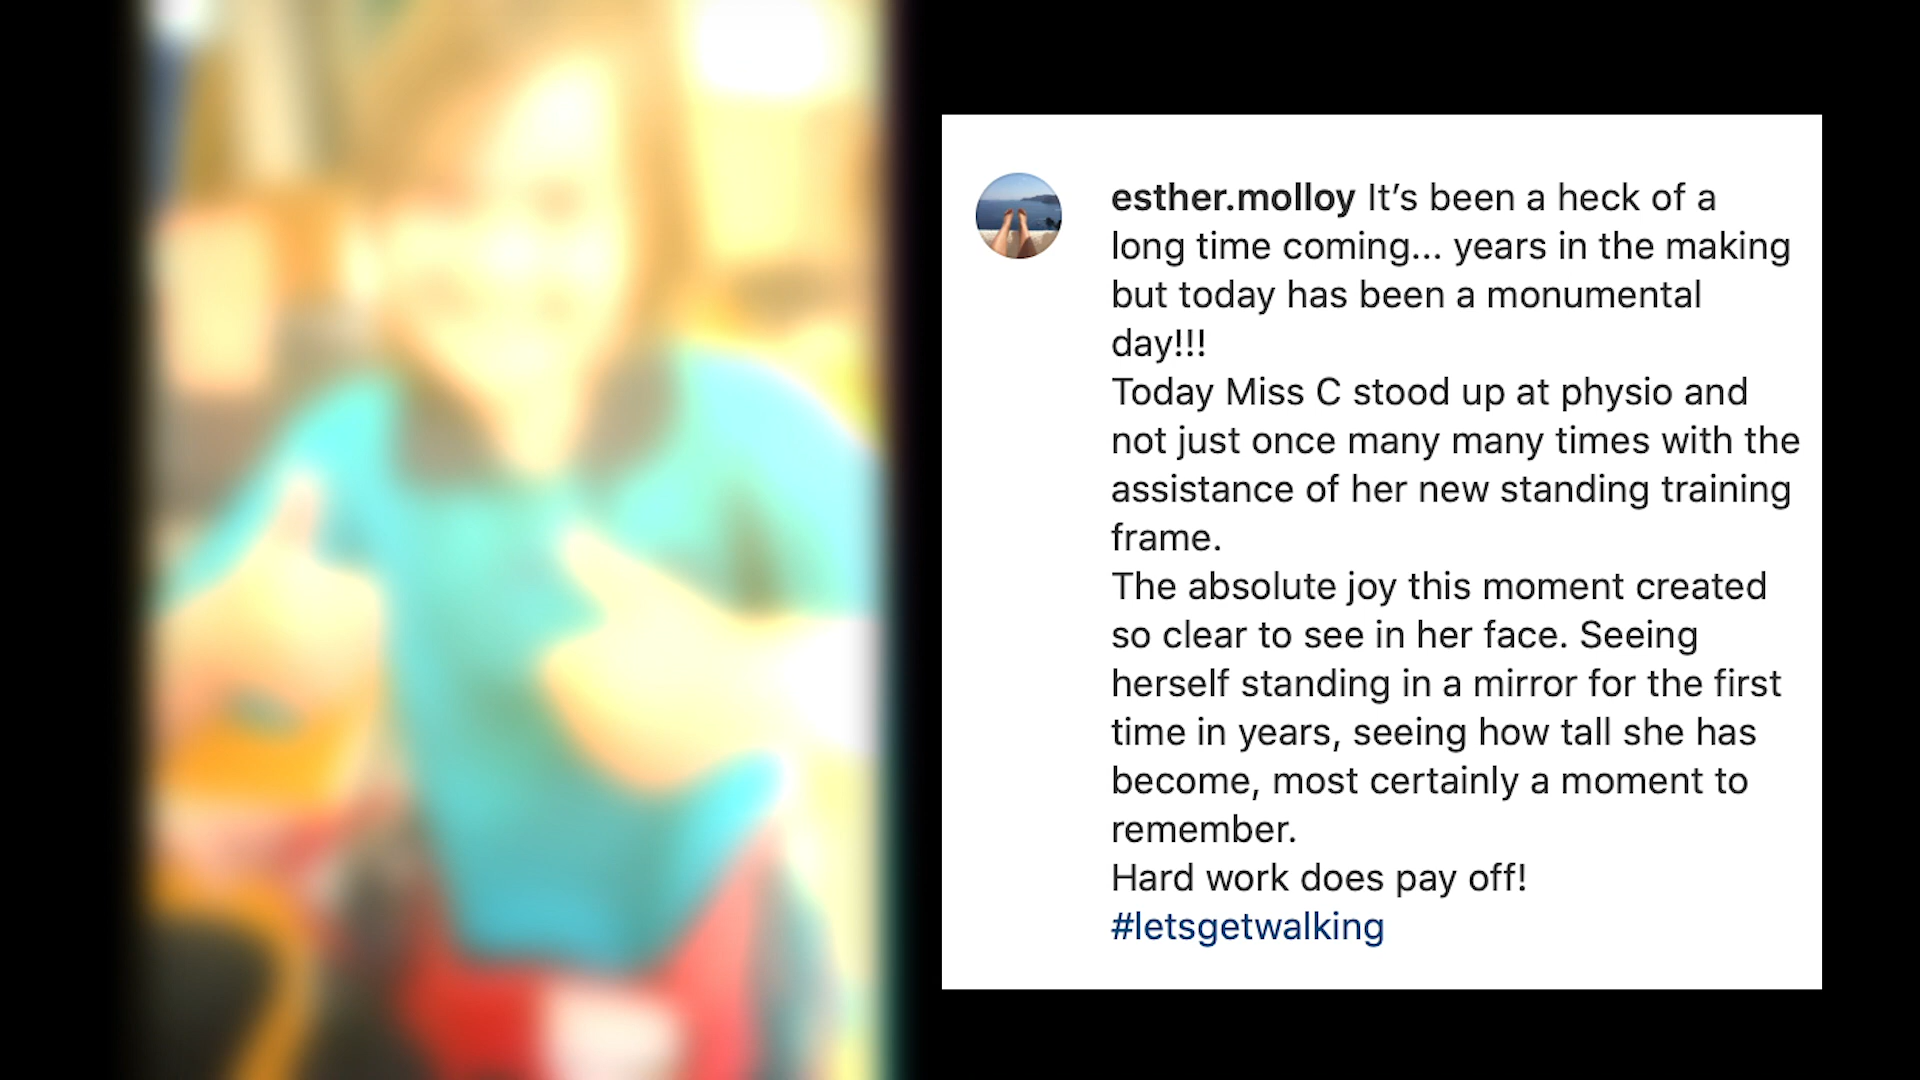 esther.molloy It’s been a heck of a
long time coming... years in the making
but today has been a monumental
day!!!
Today Miss C stood up at physio and
not just once many many times with the
assistance of her new standing training
frame.
The absolute joy this moment created
so clear to see in her face. Seeing
herself standing in a mirror for the first
time in years, seeing how tall she has
become, most certainly a moment to
remember.
Hard work does pay off!
#letsgetwalking